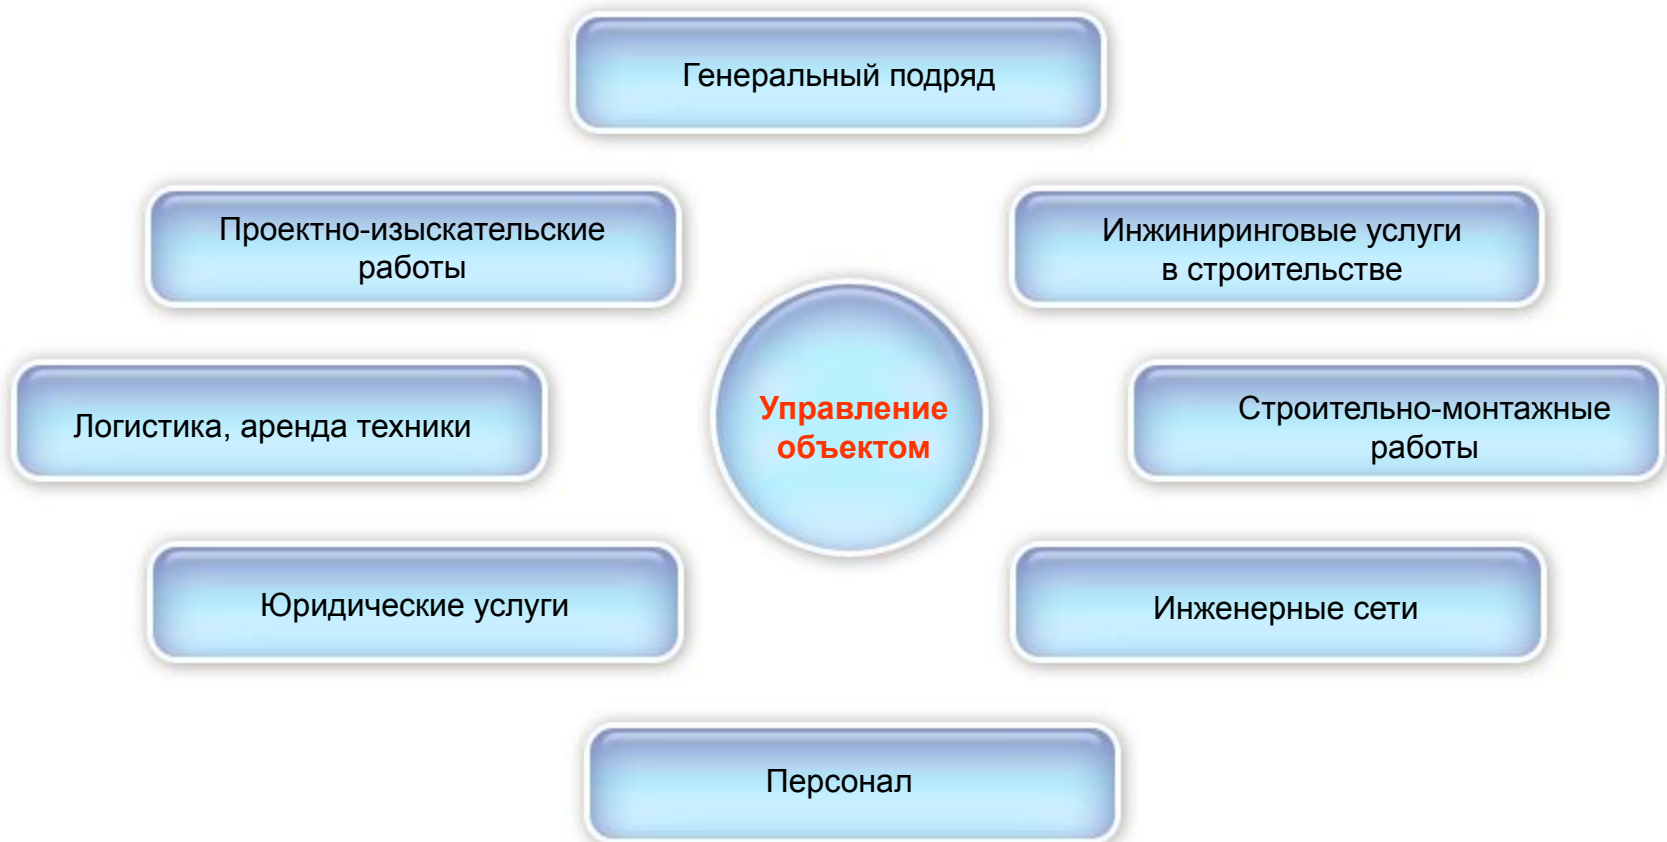 Генеральный подряд
Проектно-изыскательские
работы
Инжиниринговые услуги
в строительстве
Логистика, аренда техники
Управление
объектом
Строительно-монтажные
работы
Юридические услуги
Инженерные сети
Персонал